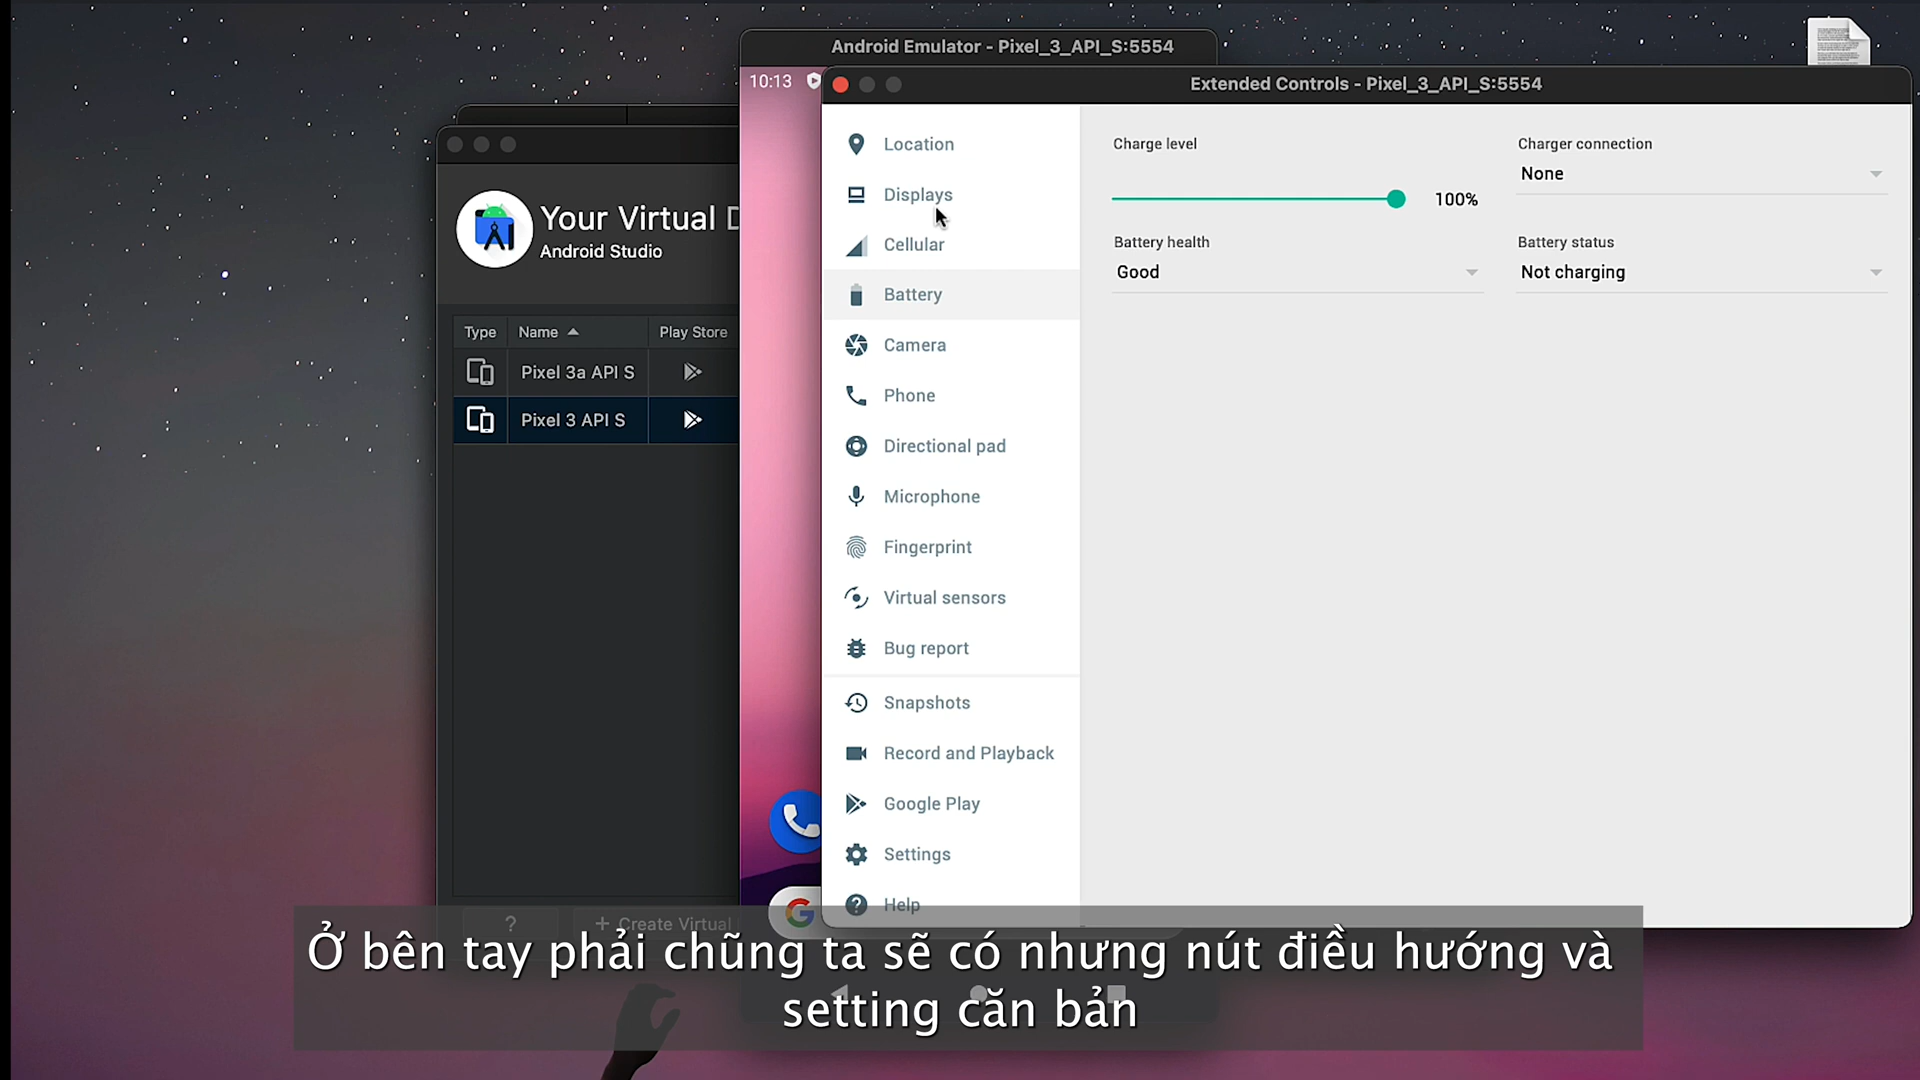 Android Emulator - Pixel_3_API_S:5554
10:13
Extended Controls - Pixel_3_API_S:5554
Your Virtual D
Android Studio
Type
Name
Play Store
Pixel 3a API S
Pixel 3 API S
?
+ Create Virtual
Location
Displays
Cellular
Battery
Camera
Phone
Directional pad
Microphone
Fingerprint
Virtual sensors
Bug report
Snapshots
Record and Playback
Google Play
Settings
Help
Charge level
100%
Charger connection
None
Battery health
Good
Battery status
Not charging
Ở bên tay phải chũng ta sẽ có nhưng nút điều hướng và
setting căn bản